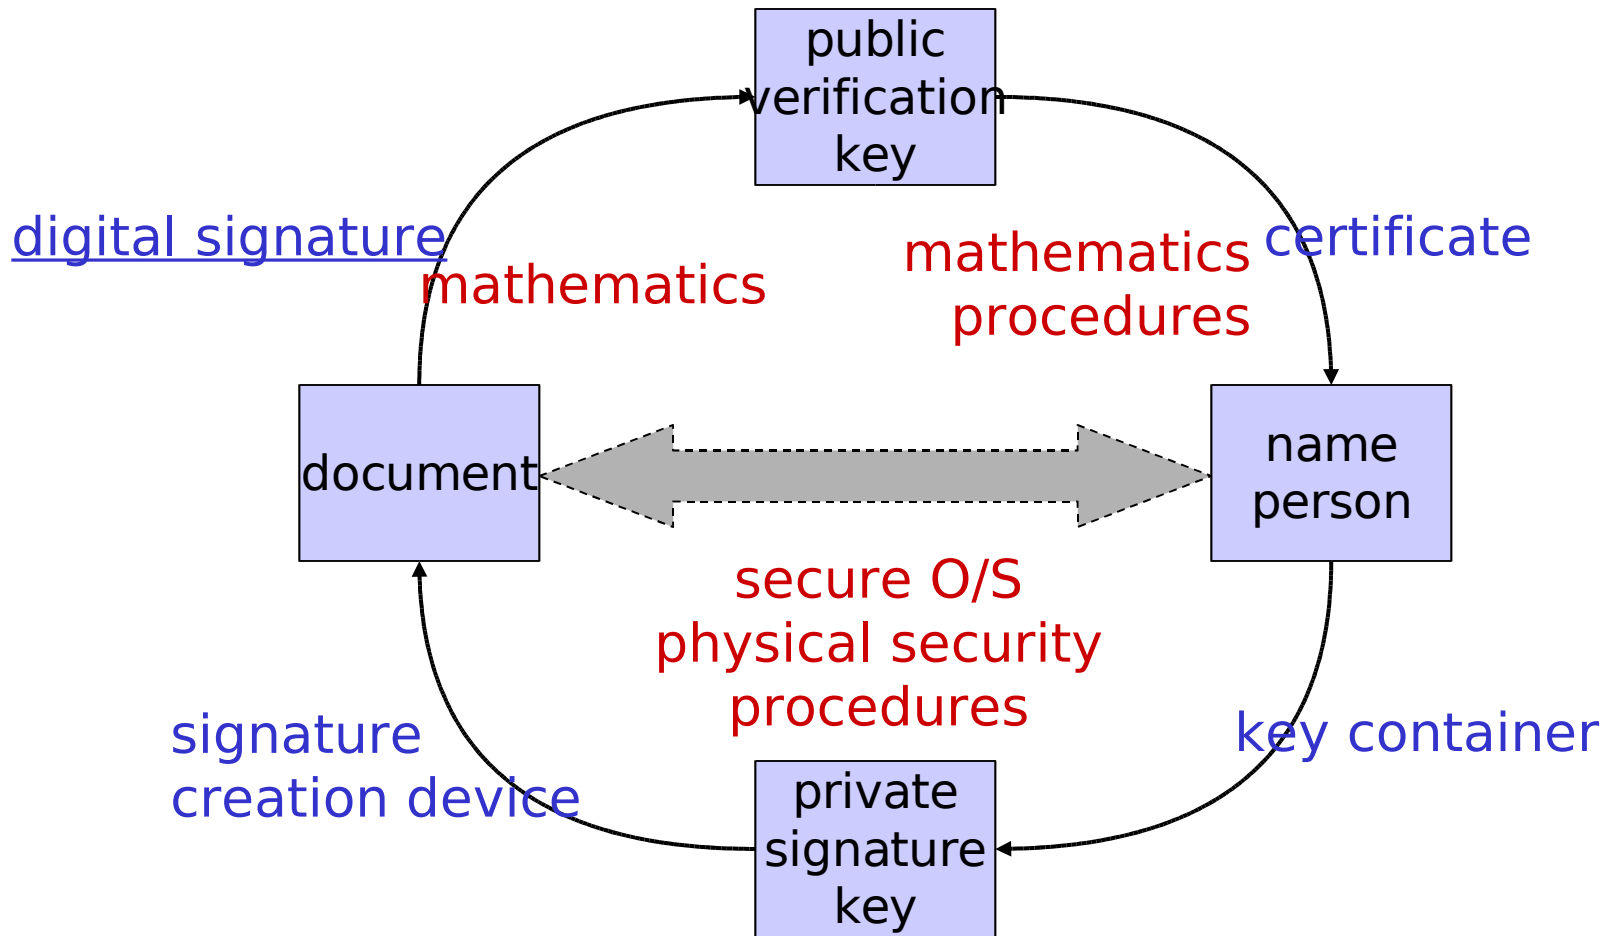 public
verification
key
digital signature
mathematics
mathematics
procedures
certificate
document
name
person
secure O/S
physical security
procedures
signature
creation device
key container
private
signature
key